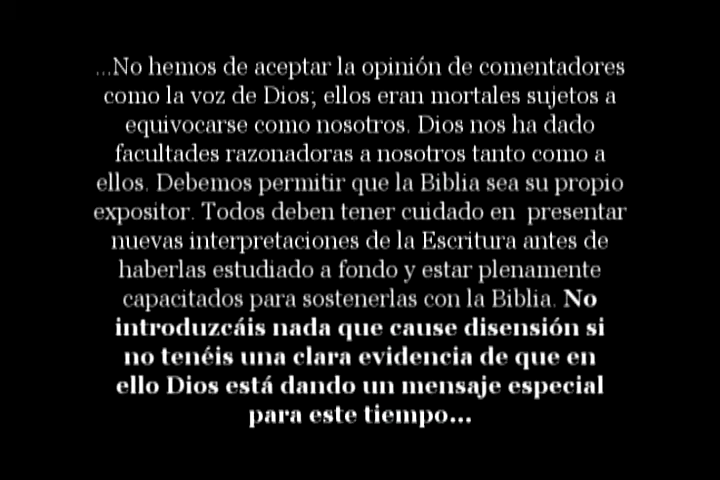 ...No hemos de aceptar la opinión de comentadores
como la voz de Dios; ellos eran mortales sujetos a
equivocarse como nosotros. Dios nos ha dado
facultades razonadoras a nosotros tanto como a
ellos. Debemos permitir que la Biblia sea su propio
expositor. Todos deben tener cuidado en presentar
nuevas interpretaciones de la Escritura antes de
haberlas estudiado a fondo y estar plenamente
capacitados para sostenerlas con la Biblia. No
introduzcáis nada que cause disensión si
no tenéis una clara evidencia de que en
ello Dios está dando un mensaje especial
para este tiempo...